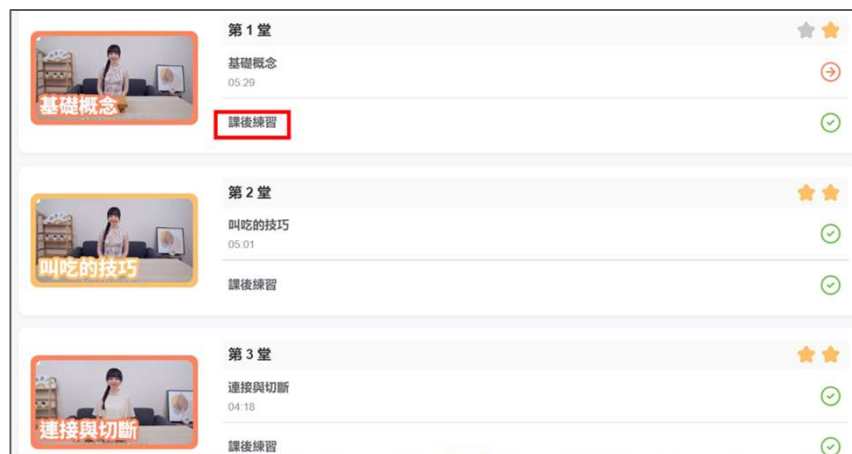 第 1 堂
基礎概念
基礎概念
05:29
課後練習
第 2 堂
叫吃的技巧
叫吃的技巧
05:01
課後練習
第 3 堂
連接與切斷
連接與切斷
04:18
課後練習